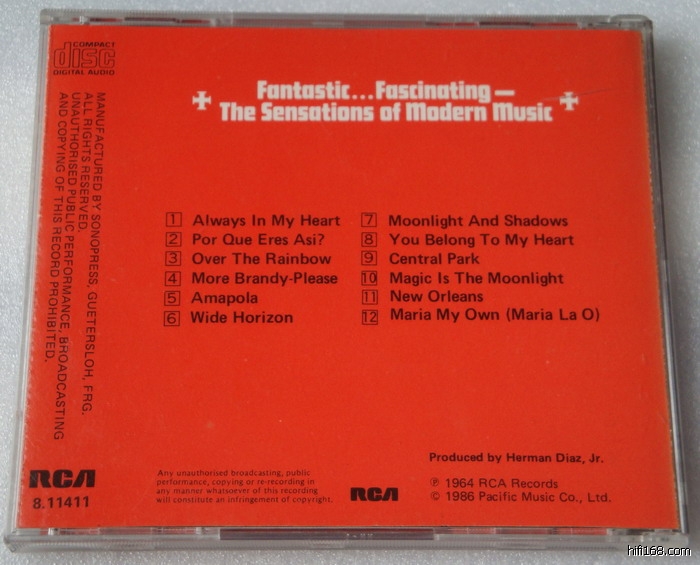 COMPACT
disc
DIGITAL AUDIO
Fantastic...Fascinating—
The Sensations of Modern Music
MANUFACTURED BY SONOPRESS, GUETERSLOH, FRG.
ALL RIGHTS RESERVED.
UNAUTHORISED PUBLIC PERFORMANCE, BROADCASTING
AND COPYING OF THIS RECORD PROHIBITED.
1 Always In My Heart
2 Por Que Eres Asi?
3 Over The Rainbow
4 More Brandy-Please
5 Amapola
6 Wide Horizon
7 Moonlight And Shadows
8 You Belong To My Heart
9 Central Park
10 Magic Is The Moonlight
11 New Orleans
12 Maria My Own (Maria La O)
Produced by Herman Diaz, Jr.
RCA
8.11411
Any unauthorised broadcasting, public
performance, copying or re-recording in
any manner whatsoever of this recording
will constitute an infringement of copyright.
RCA
℗ 1964 RCA Records
© 1986 Pacific Music Co., Ltd.
hifi168.com